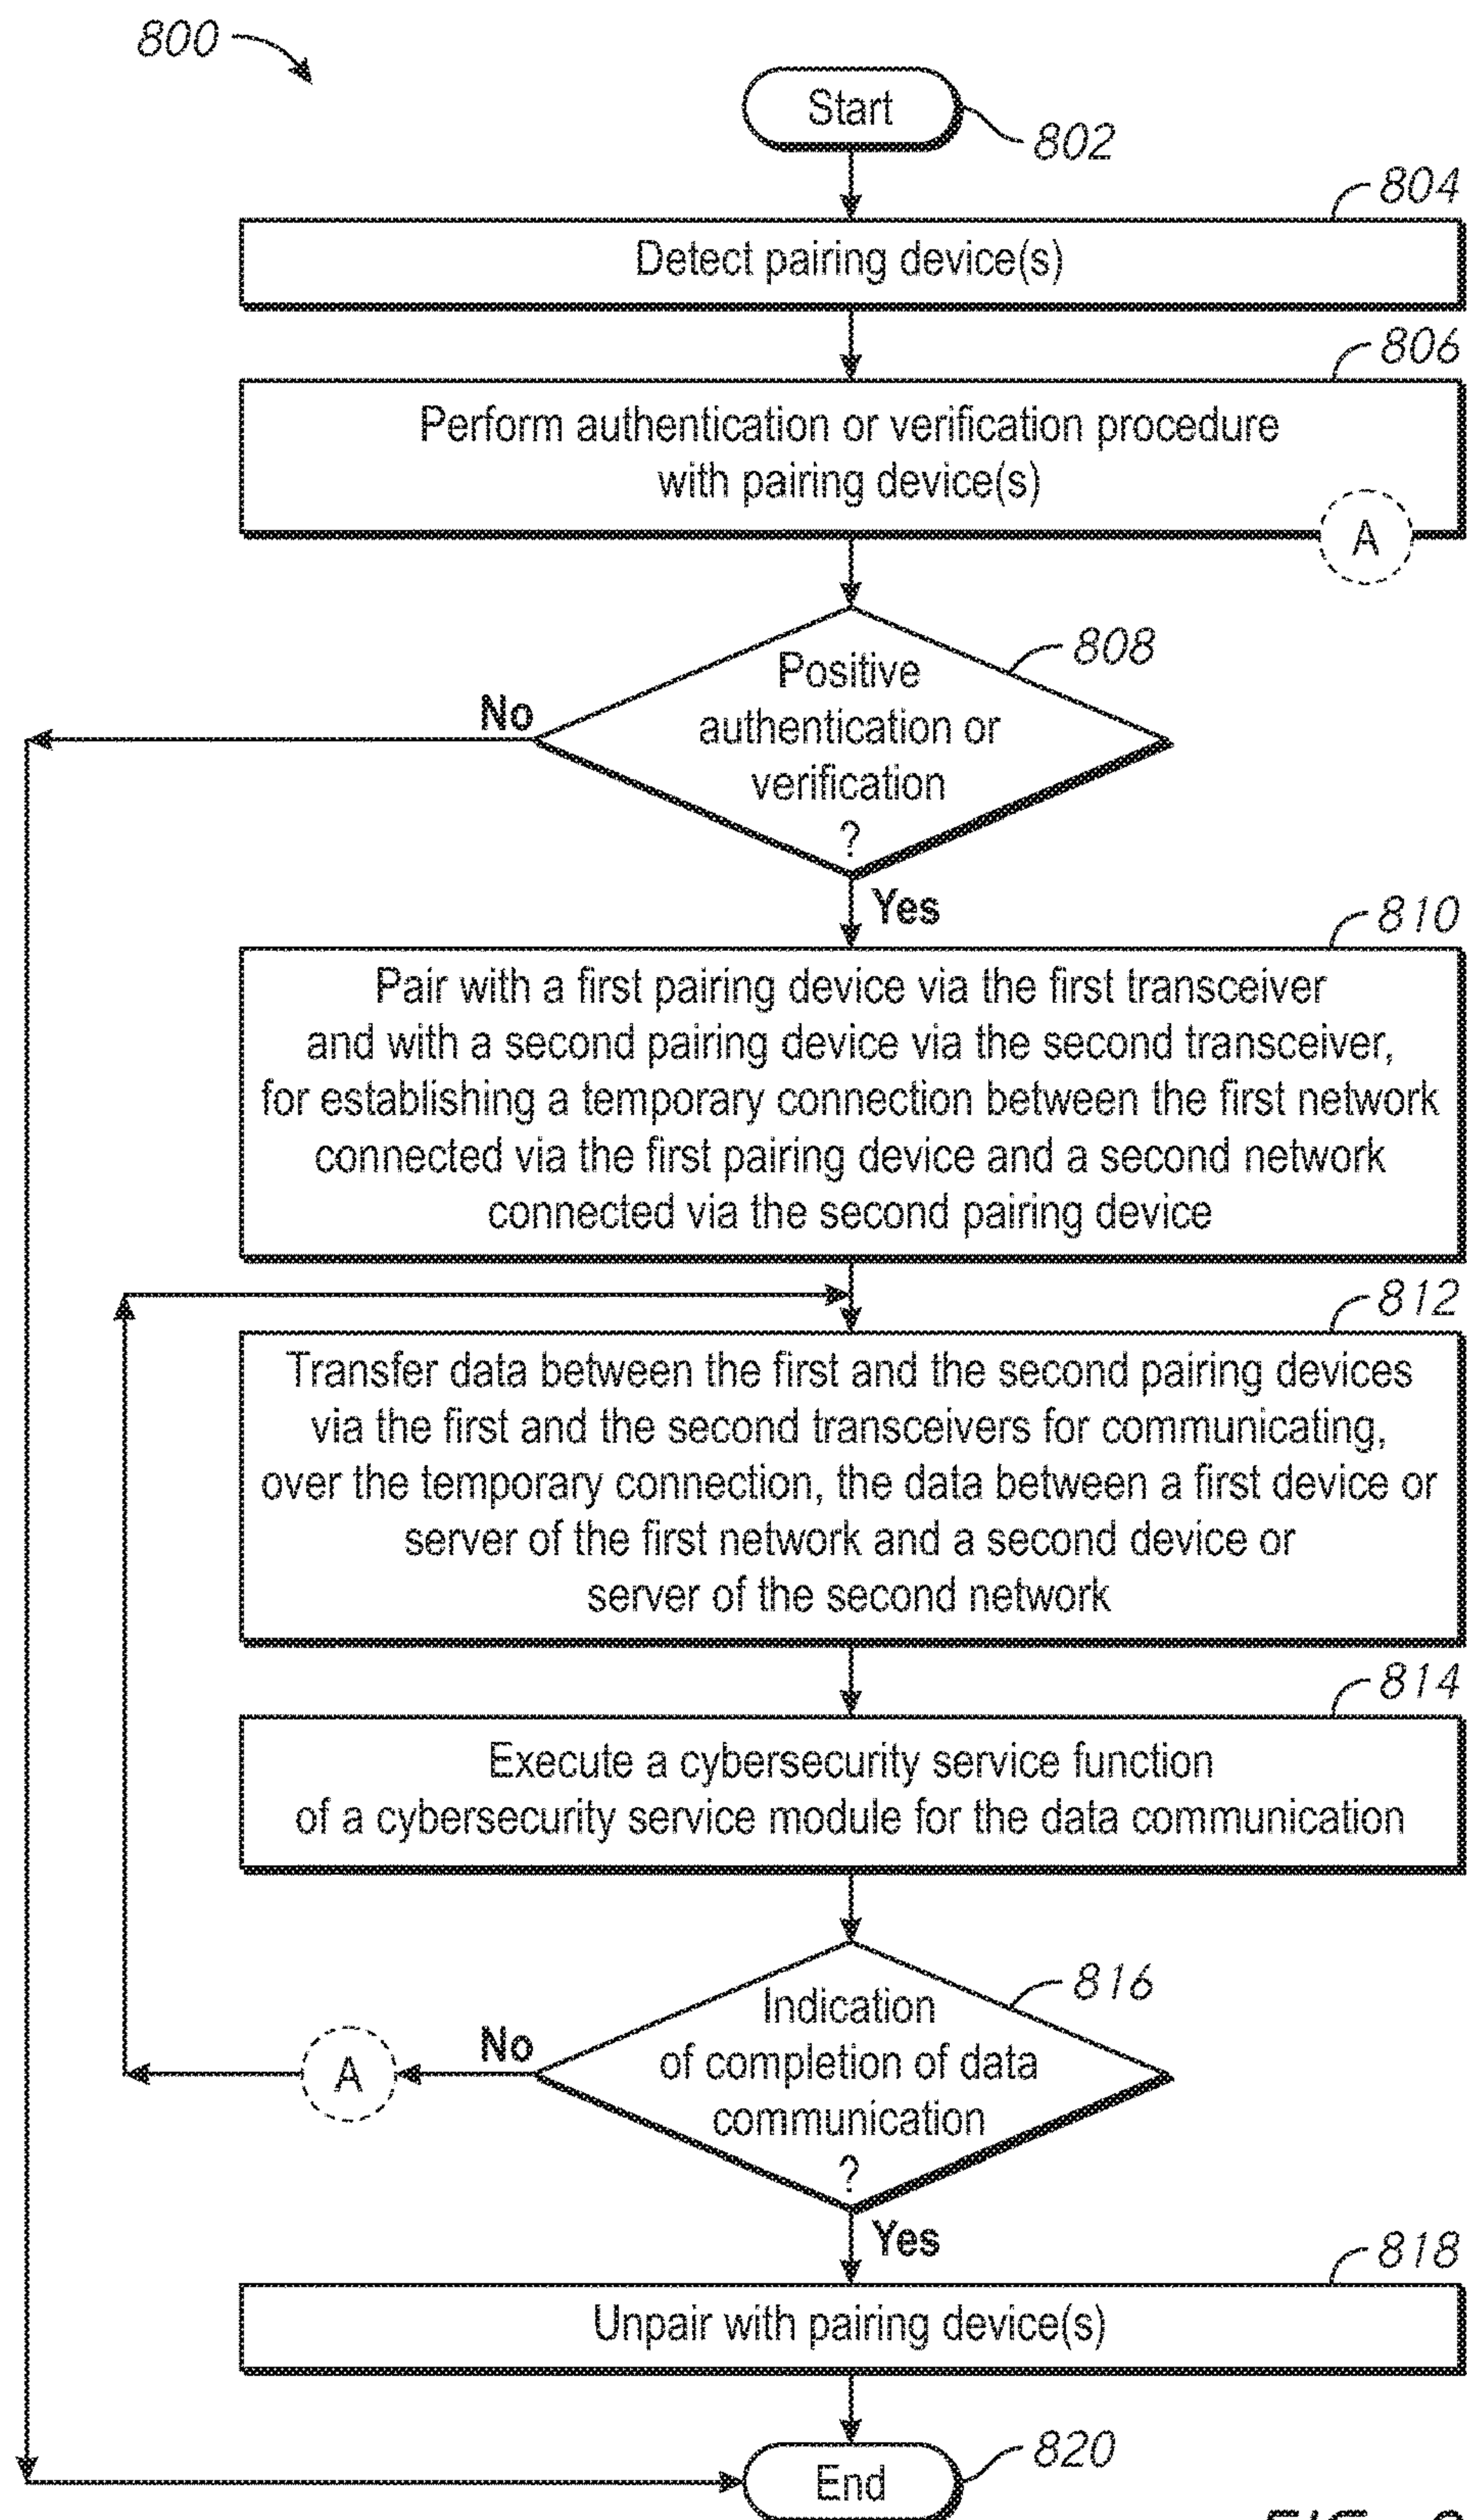 800
Start
802
804
Detect pairing device(s)
806
Perform authentication or verification procedure
with pairing device(s)
A
808
Positive
authentication or
verification
?
No
Yes
810
Pair with a first pairing device via the first transceiver
and with a second pairing device via the second transceiver,
for establishing a temporary connection between the first network
connected via the first pairing device and a second network
connected via the second pairing device
812
Transfer data between the first and the second pairing devices
via the first and the second transceivers for communicating,
over the temporary connection, the data between a first device or
server of the first network and a second device or
server of the second network
814
Execute a cybersecurity service function
of a cybersecurity service module for the data communication
816
Indication
of completion of data
communication
?
No
A
Yes
818
Unpair with pairing device(s)
820
End